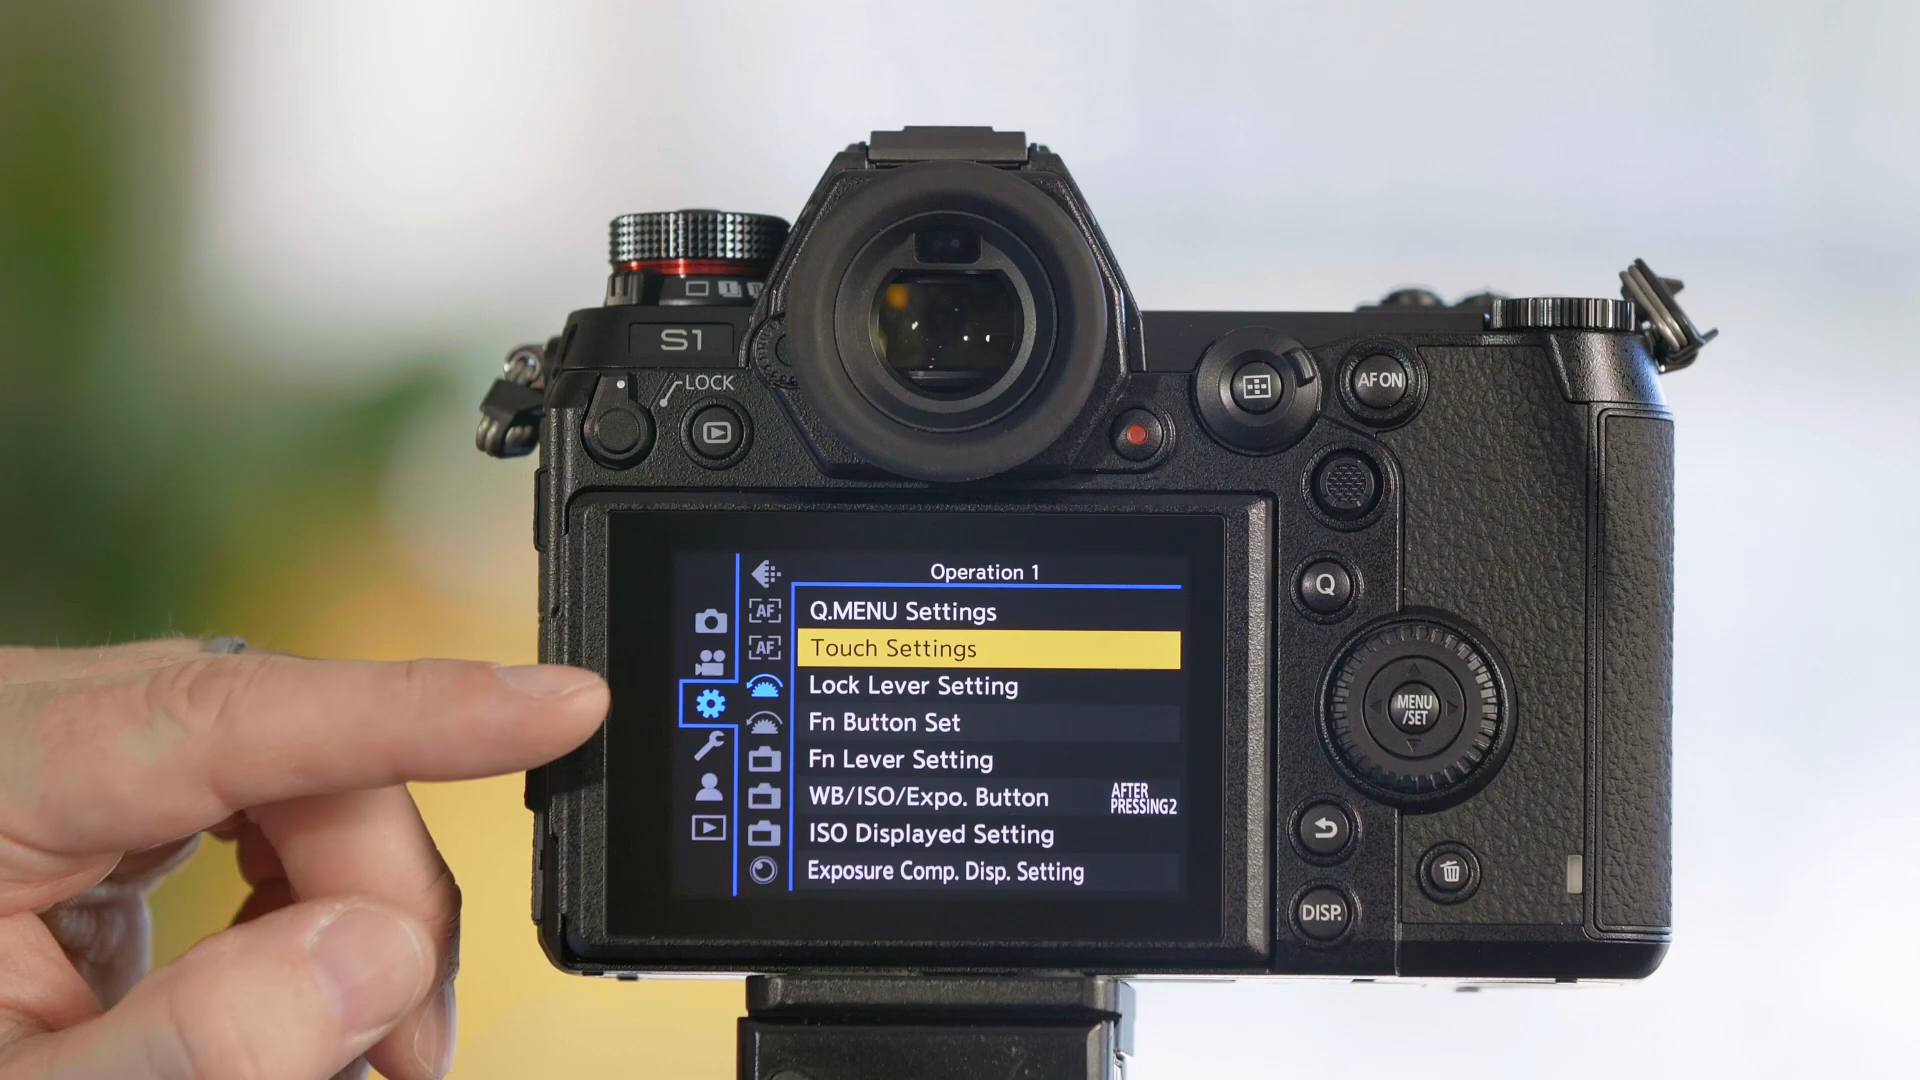 S1
LOCK
AF ON
Operation 1
Q.MENU Settings
AF
Touch Settings
AF
Lock Lever Setting
Fn Button Set
Fn Lever Setting
WB/ISO/Expo. Button
AFTER
PRESSING2
ISO Displayed Setting
Exposure Comp. Disp. Setting
Q
MENU
/SET
DISP.